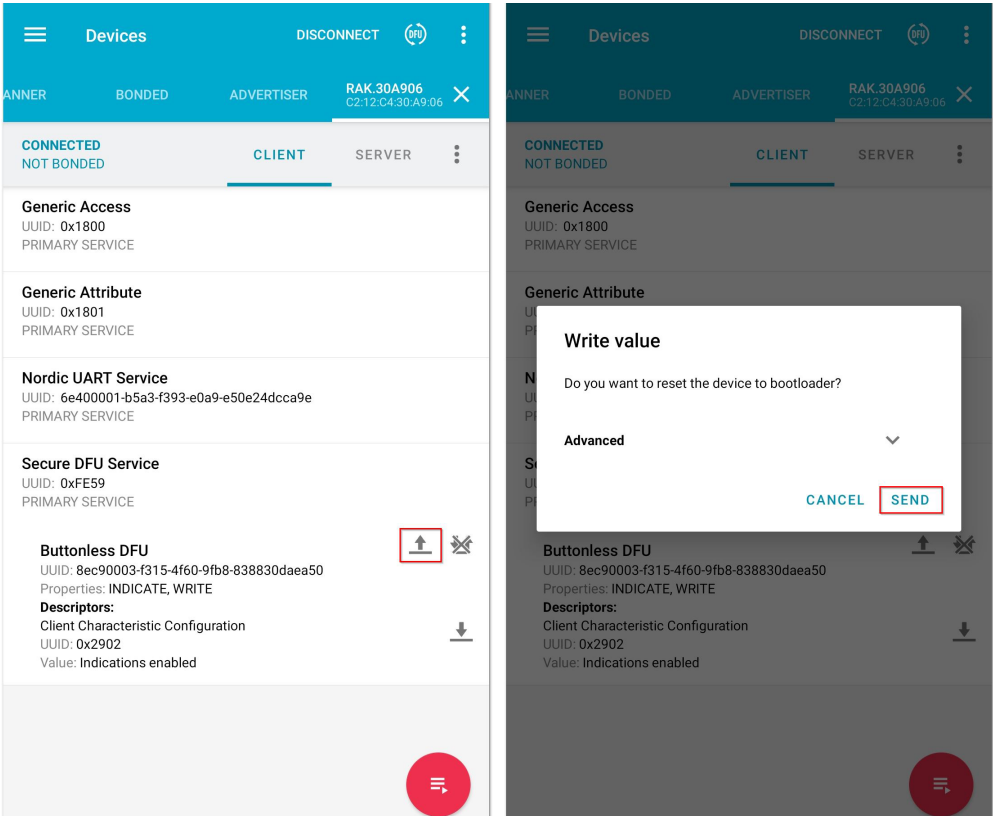 Devices
DISCONNECT
DFU
ANNER
BONDED
ADVERTISER
RAK.30A906
C2:12:C4:30:A9:06
CONNECTED
NOT BONDED
CLIENT
SERVER
Generic Access
UUID: 0x1800
PRIMARY SERVICE
Generic Attribute
UUID: 0x1801
PRIMARY SERVICE
Nordic UART Service
UUID: 6e400001-b5a3-f393-e0a9-e50e24dcca9e
PRIMARY SERVICE
Secure DFU Service
UUID: 0xFE59
PRIMARY SERVICE
Buttonless DFU
UUID: 8ec90003-f315-4f60-9fb8-838830daea50
Properties: INDICATE, WRITE
Descriptors:
Client Characteristic Configuration
UUID: 0x2902
Value: Indications enabled
Devices
DISCONNECT
DFU
ANNER
BONDED
ADVERTISER
RAK.30A906
C2:12:C4:30:A9:06
CONNECTED
NOT BONDED
CLIENT
SERVER
Generic Access
UUID: 0x1800
PRIMARY SERVICE
Generic Attribute
Write value
Do you want to reset the device to bootloader?
Advanced
CANCEL
SEND
Buttonless DFU
UUID: 8ec90003-f315-4f60-9fb8-838830daea50
Properties: INDICATE, WRITE
Descriptors:
Client Characteristic Configuration
UUID: 0x2902
Value: Indications enabled